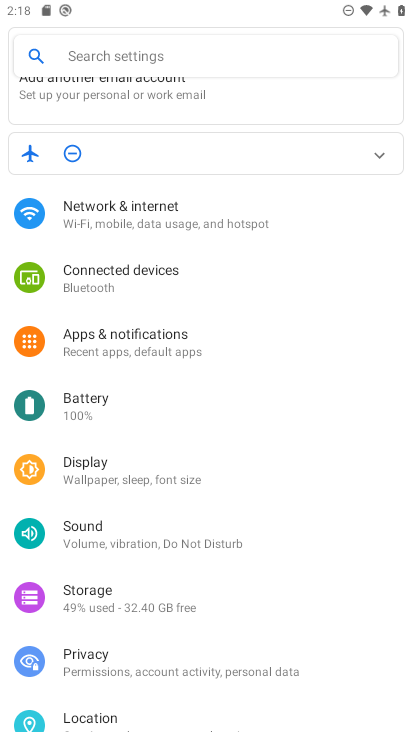 2:18
Search settings
Add another email account
Set up your personal or work email
Network & internet
Wi-Fi, mobile, data usage, and hotspot
Connected devices
Bluetooth
Apps & notifications
Recent apps, default apps
Battery
100%
Display
Wallpaper, sleep, font size
Sound
Volume, vibration, Do Not Disturb
Storage
49% used - 32.40 GB free
Privacy
Permissions, account activity, personal data
Location